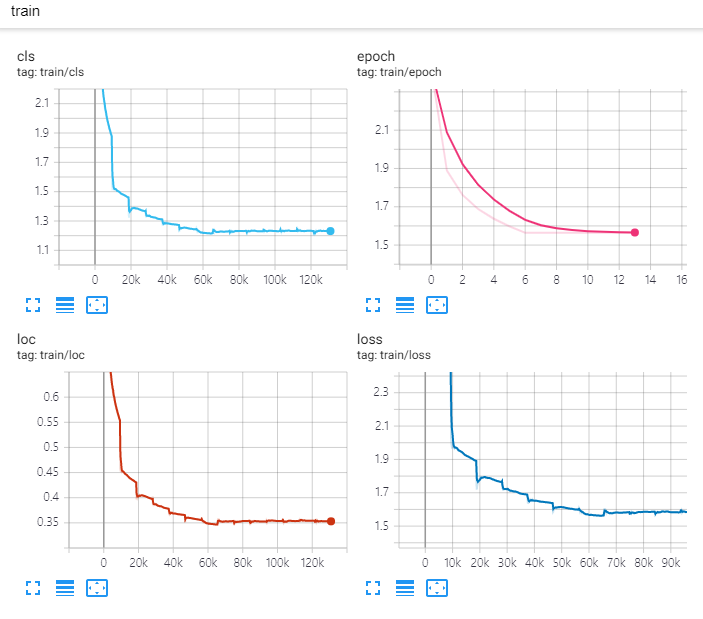 train
cls
tag: train/cls
2.1
1.9
1.7
1.5
1.3
1.1
0 20k 40k 60k 80k 100k 120k
epoch
tag: train/epoch
2.1
1.9
1.7
1.5
0 2 4 6 8 10 12 14 16
loc
tag: train/loc
0.6
0.55
0.5
0.45
0.4
0.35
0 20k 40k 60k 80k 100k 120k
loss
tag: train/loss
2.3
2.1
1.9
1.7
1.5
0 10k 20k 30k 40k 50k 60k 70k 80k 90k